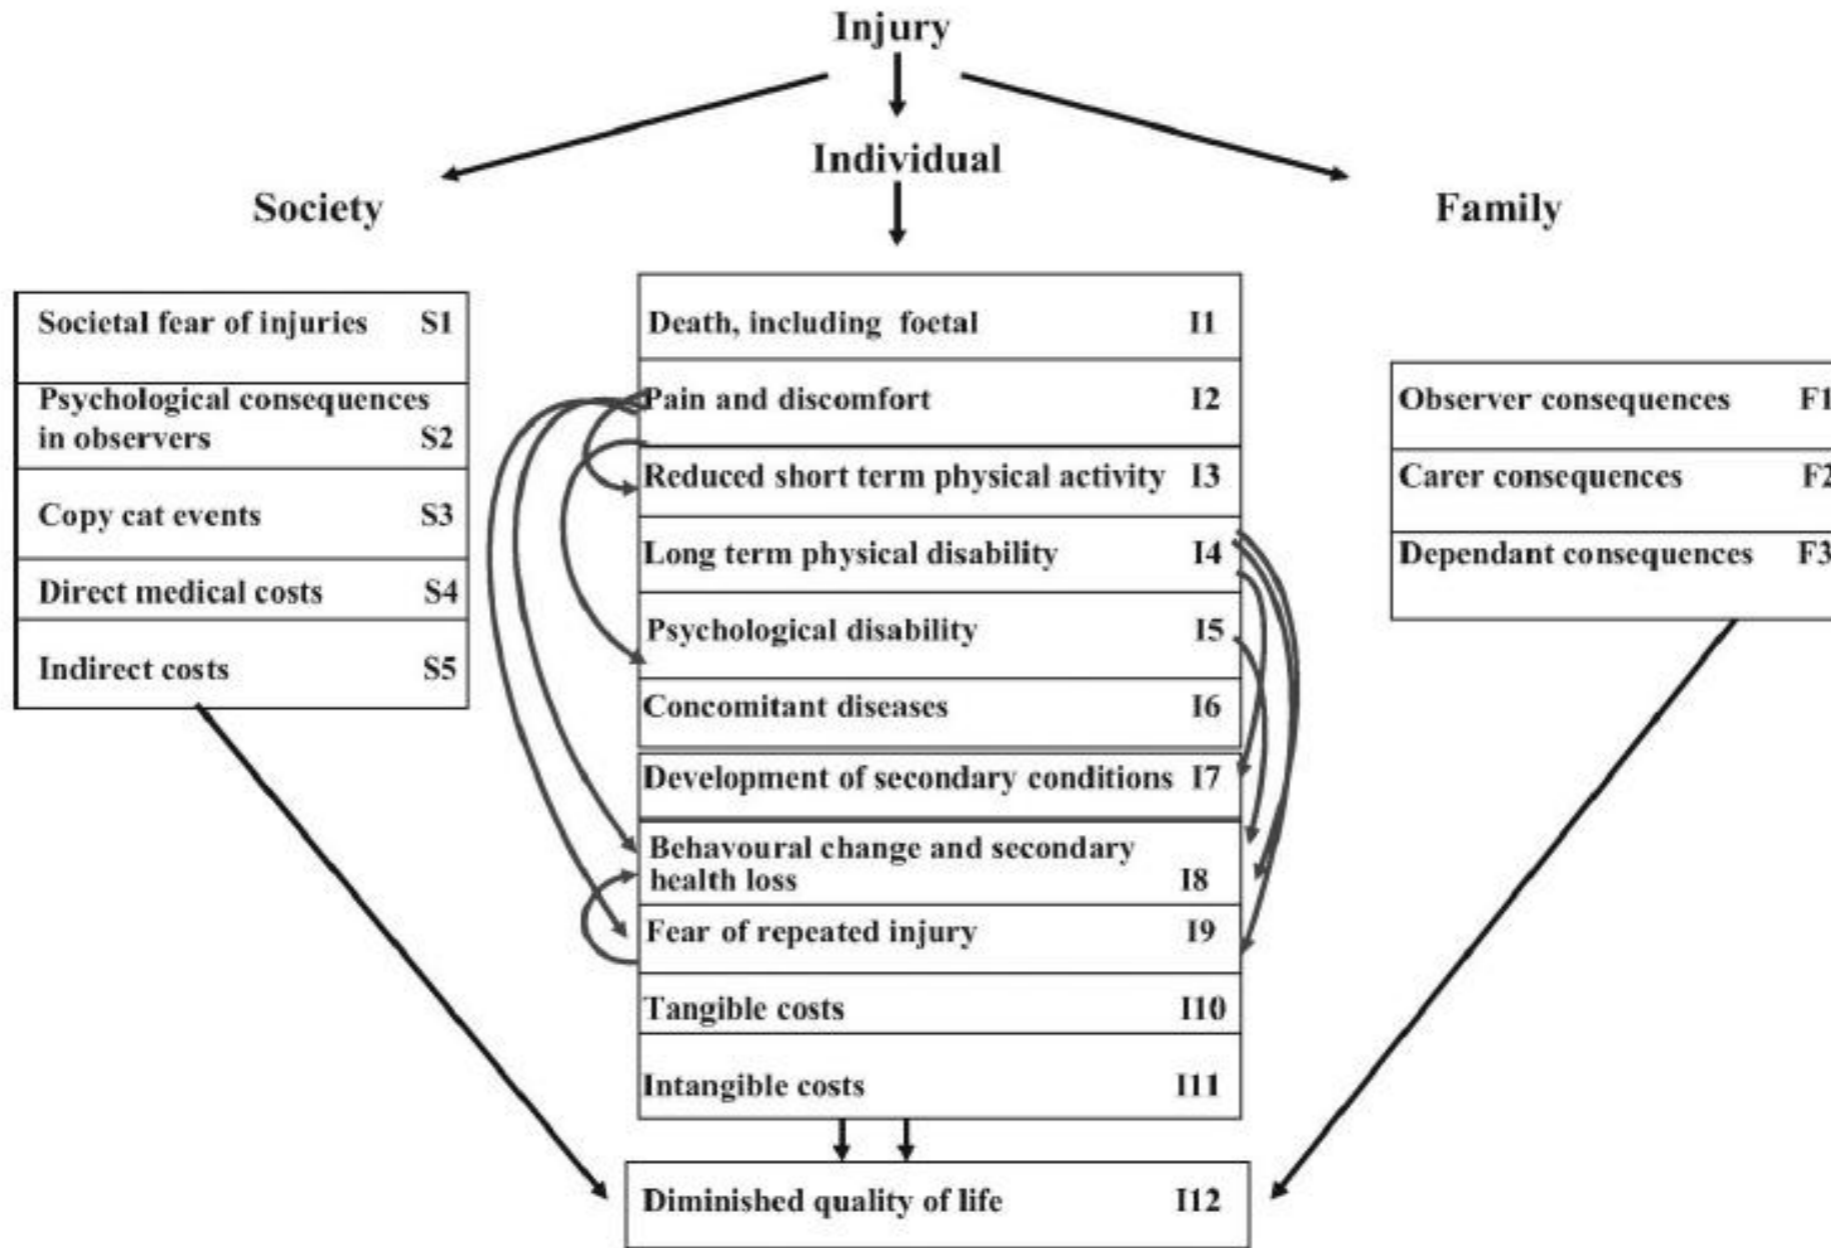 Injury
Individual
Society
Family
Societal fear of injuries S1
Psychological consequences
in observers S2
Copy cat events S3
Direct medical costs S4
Indirect costs S5
Death, including foetal I1
Pain and discomfort I2
Reduced short term physical activity I3
Long term physical disability I4
Psychological disability I5
Concomitant diseases I6
Development of secondary conditions I7
Behavoural change and secondary
health loss I8
Fear of repeated injury I9
Tangible costs I10
Intangible costs I11
Observer consequences F1
Carer consequences F2
Dependant consequences F3
Diminished quality of life I12